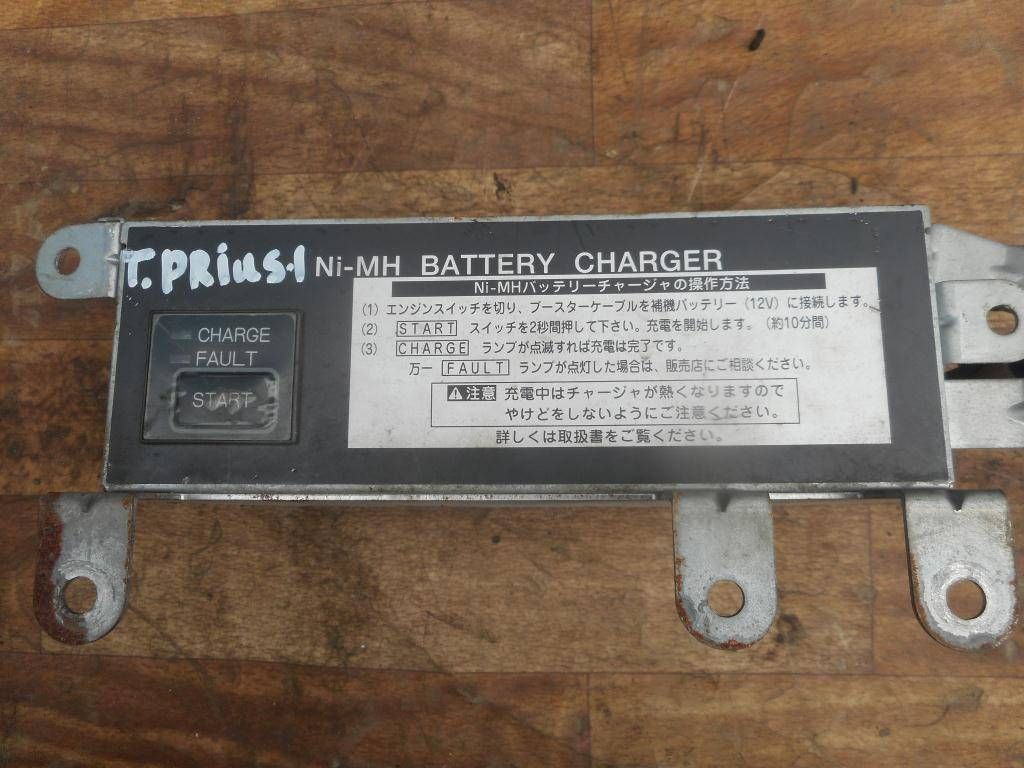 T.PRius-1
Ni-MH BATTERY CHARGER
CHARGE
FAULT
START
Ni-MHバッテリーチャージャの操作方法
(1) エンジンスイッチを切り、ブースターケーブルを補機バッテリー(12V)に接続します。
(2) START スイッチを2秒間押して下さい。充電を開始します。(約10分間)
(3) CHARGE ランプが点滅すれば充電は完了です。
万一 FAULT ランプが点灯した場合は、販売店にご相談ください。
⚠注意 充電中はチャージャが熱くなりますので
やけどをしないようにご注意ください。
詳しくは取扱書をご覧ください。